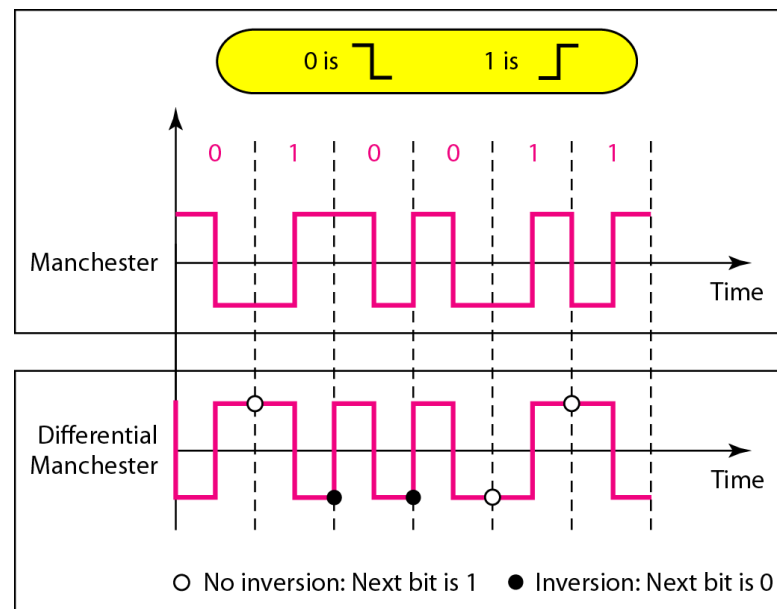 0 is 1 is
0 1 0 0 1 1
Manchester
Time
Differential
Manchester
Time
No inversion: Next bit is 1 Inversion: Next bit is 0